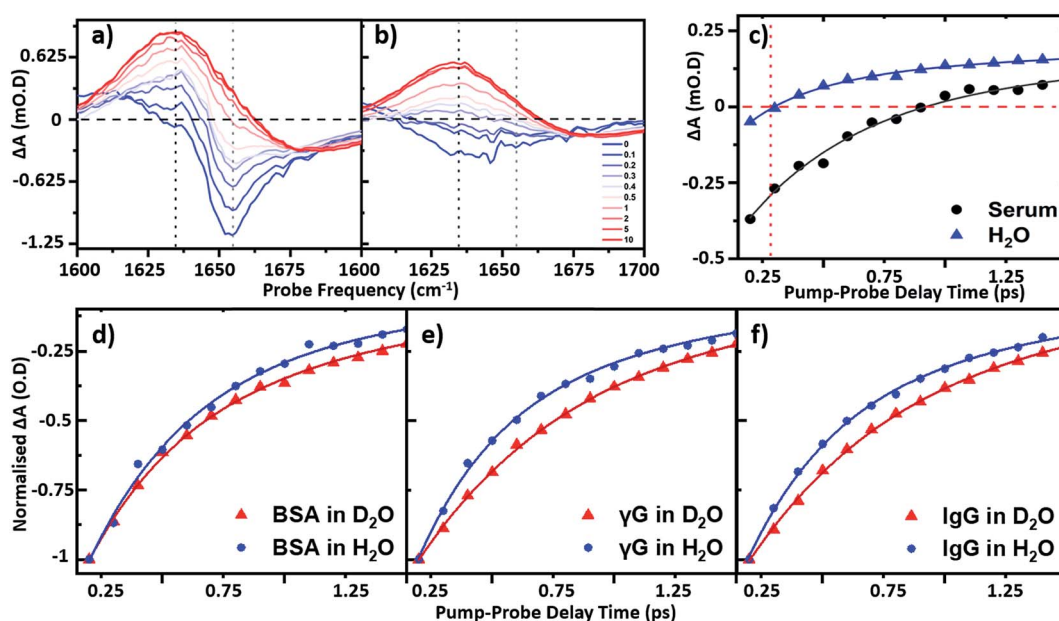 a)
b)
c)
ΔA (mO.D)
0.625
0
-0.625
-1.25
1600
1625
1650
1675
1600
1625
1650
1675
1700
Probe Frequency (cm⁻¹)
0
0.1
0.2
0.3
0.4
0.5
1
2
5
10
ΔA (mO.D)
0.25
0
-0.25
-0.5
0.25
0.75
1.25
Pump-Probe Delay Time (ps)
Serum
H₂O
d)
e)
f)
Normalised ΔA (O.D)
-0.25
-0.5
-0.75
-1
BSA in D₂O
BSA in H₂O
γG in D₂O
γG in H₂O
IgG in D₂O
IgG in H₂O
0.25
0.75
1.25
0.25
0.75
1.25
0.25
0.75
1.25
Pump-Probe Delay Time (ps)